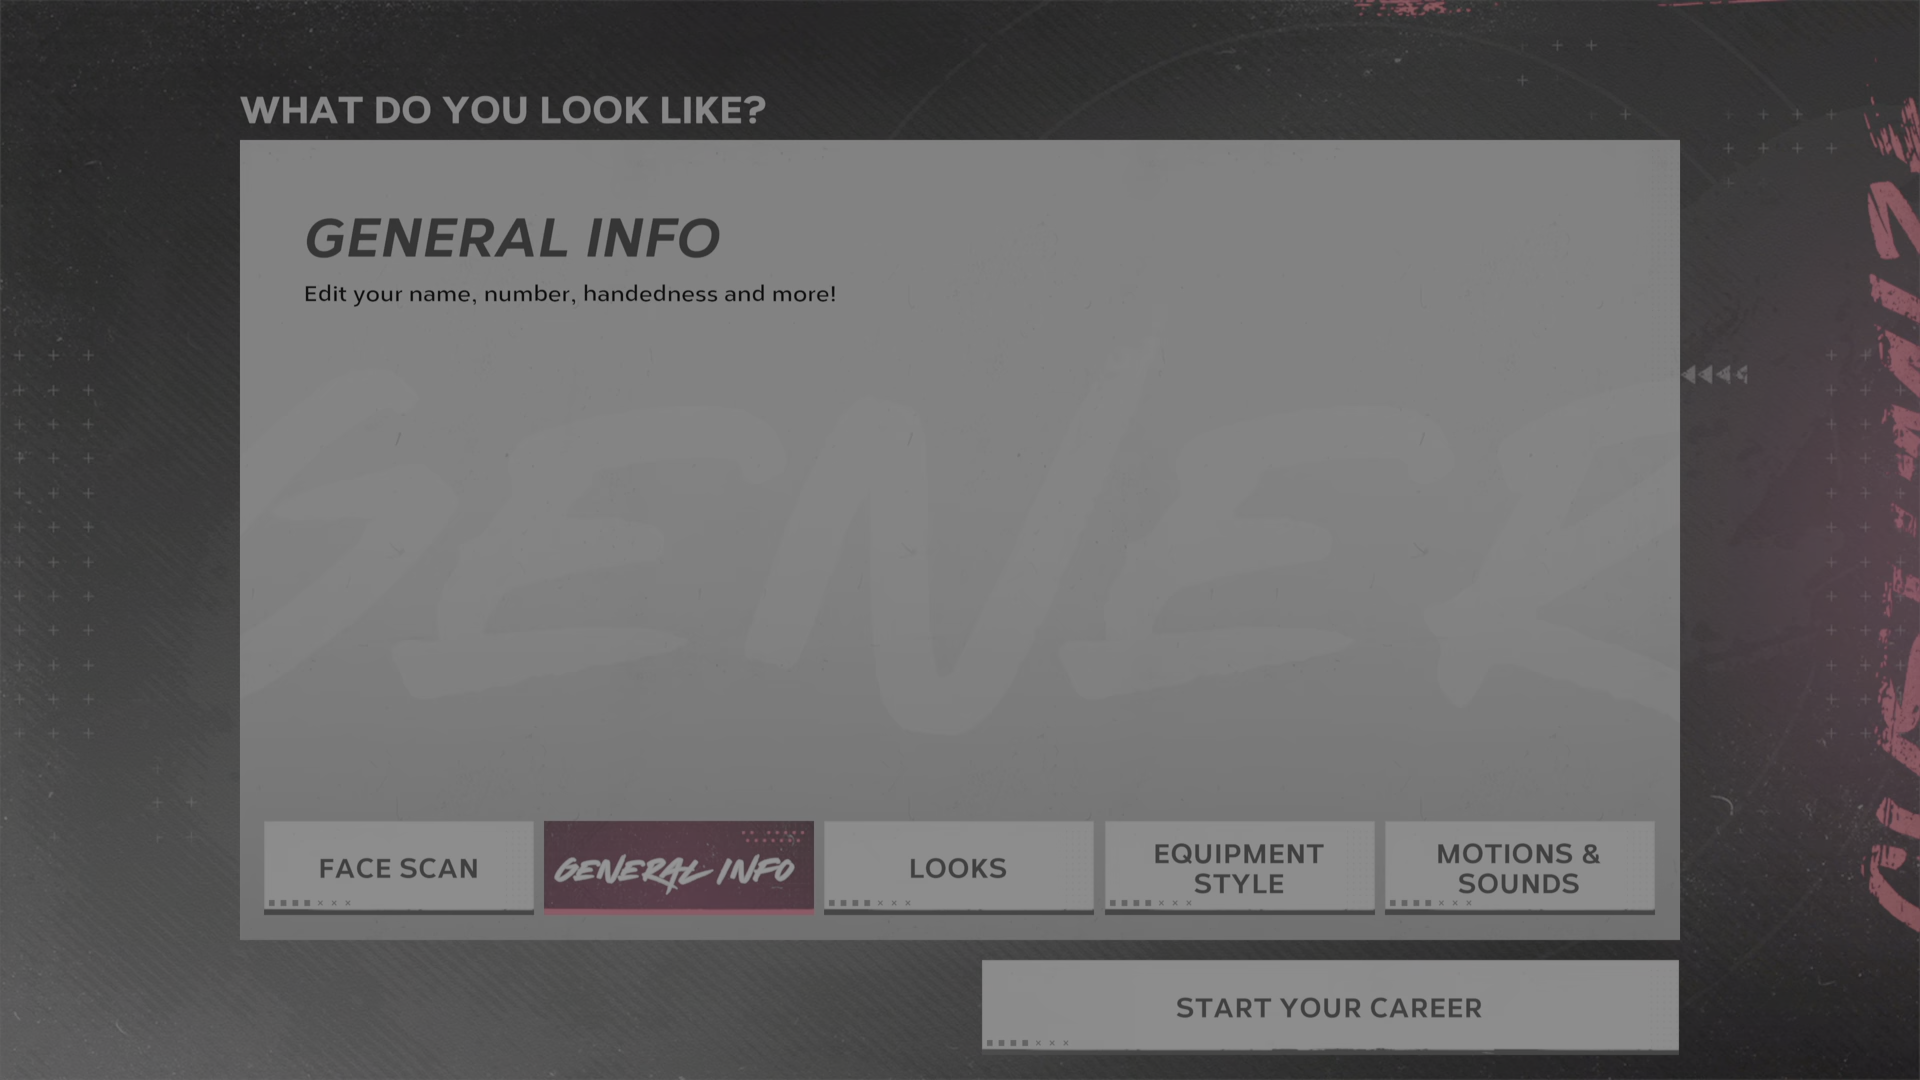 WHAT DO YOU LOOK LIKE?
GENERAL INFO
Edit your name, number, handedness and more!
GENER
FACE SCAN
GENERAL INFO
LOOKS
EQUIPMENT
STYLE
MOTIONS &
SOUNDS
START YOUR CAREER